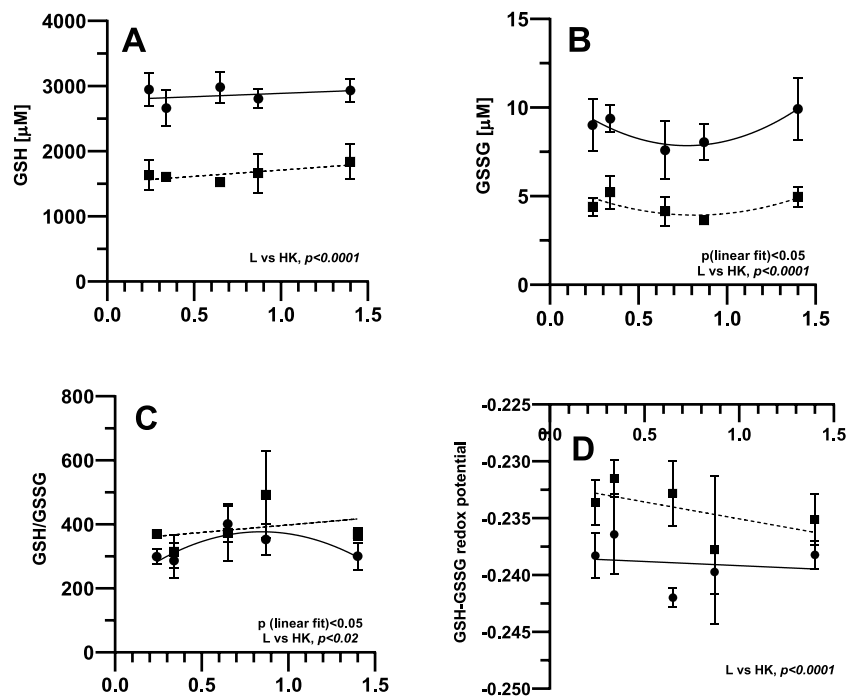 A
GSH [µM]
4000
3000
2000
1000
0
0.0 0.5 1.0 1.5
L vs HK, p<0.0001
B
GSSG [µM]
15
10
5
0
0.0 0.5 1.0 1.5
p(linear fit)<0.05
L vs HK, p<0.0001
C
GSH/GSSG
800
600
400
200
0
0.0 0.5 1.0 1.5
p (linear fit)<0.05
L vs HK, p<0.02
D
GSH-GSSG redox potential
-0.225
0.0 0.5 1.0 1.5
-0.230
-0.235
-0.240
-0.245
-0.250
L vs HK, p<0.0001